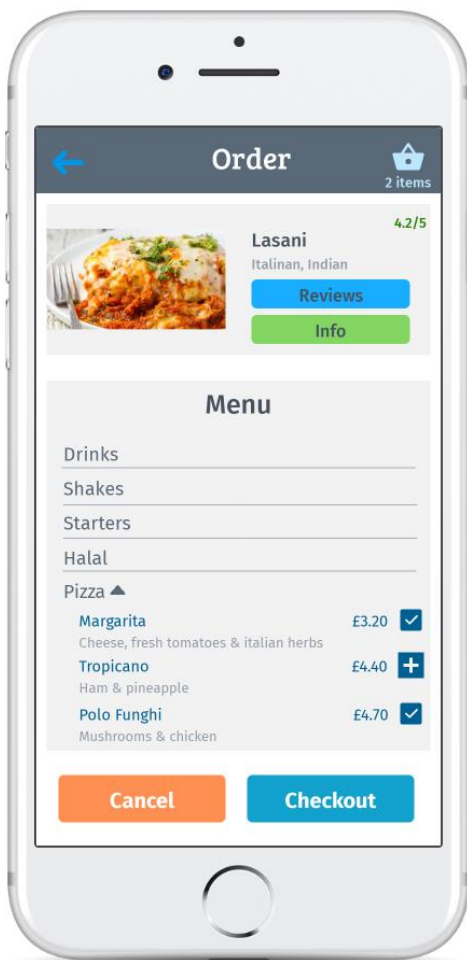 Order
2 items
4.2/5
Lasani
Italinan, Indian
Reviews
Info
Menu
Drinks
Shakes
Starters
Halal
Pizza
Margarita £3.20
Cheese, fresh tomatoes & italian herbs
Tropicano £4.40
Ham & pineapple
Polo Funghi £4.70
Mushrooms & chicken
Cancel Checkout